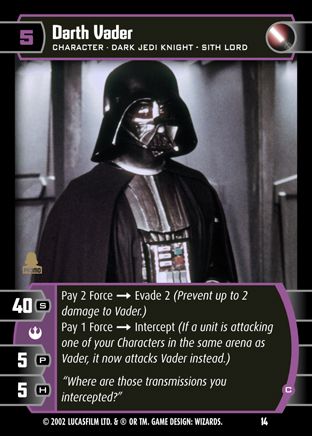 5
Darth Vader
CHARACTER · DARK JEDI KNIGHT · SITH LORD
PROMO
40 S
Pay 2 Force → Evade 2 (Prevent up to 2
damage to Vader.)
Pay 1 Force → Intercept (If a unit is attacking
one of your Characters in the same arena as
Vader, it now attacks Vader instead.)
5 P
5 H
“Where are those transmissions you
intercepted?”
C
© 2002 LUCASFILM LTD. & ® OR TM. GAME DESIGN: WIZARDS.
14